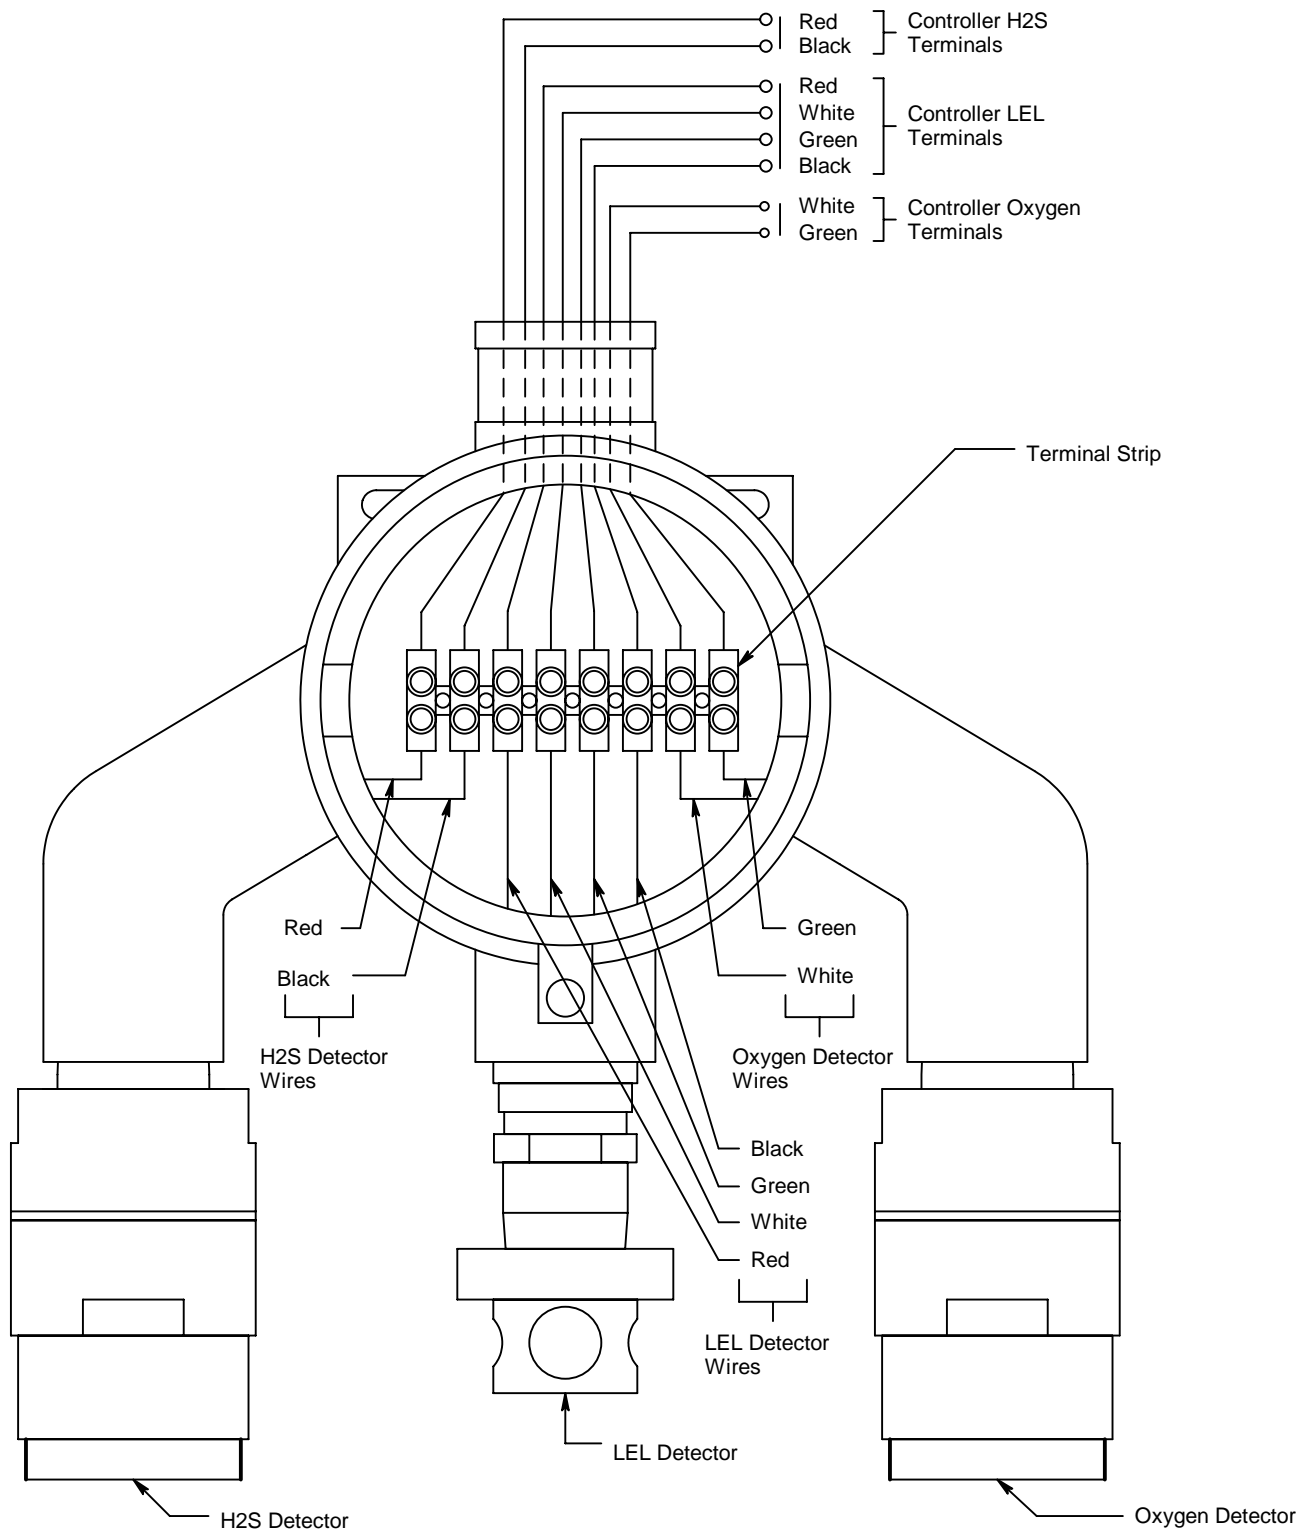 Red
Black
Controller H2S
Terminals
Red
White
Green
Black
Controller LEL
Terminals
White
Green
Controller Oxygen
Terminals
Terminal Strip
Red
Black
H2S Detector
Wires
Green
White
Oxygen Detector
Wires
Black
Green
White
Red
LEL Detector
Wires
LEL Detector
H2S Detector
Oxygen Detector